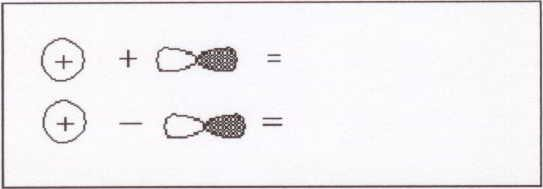 + + =
+ − =